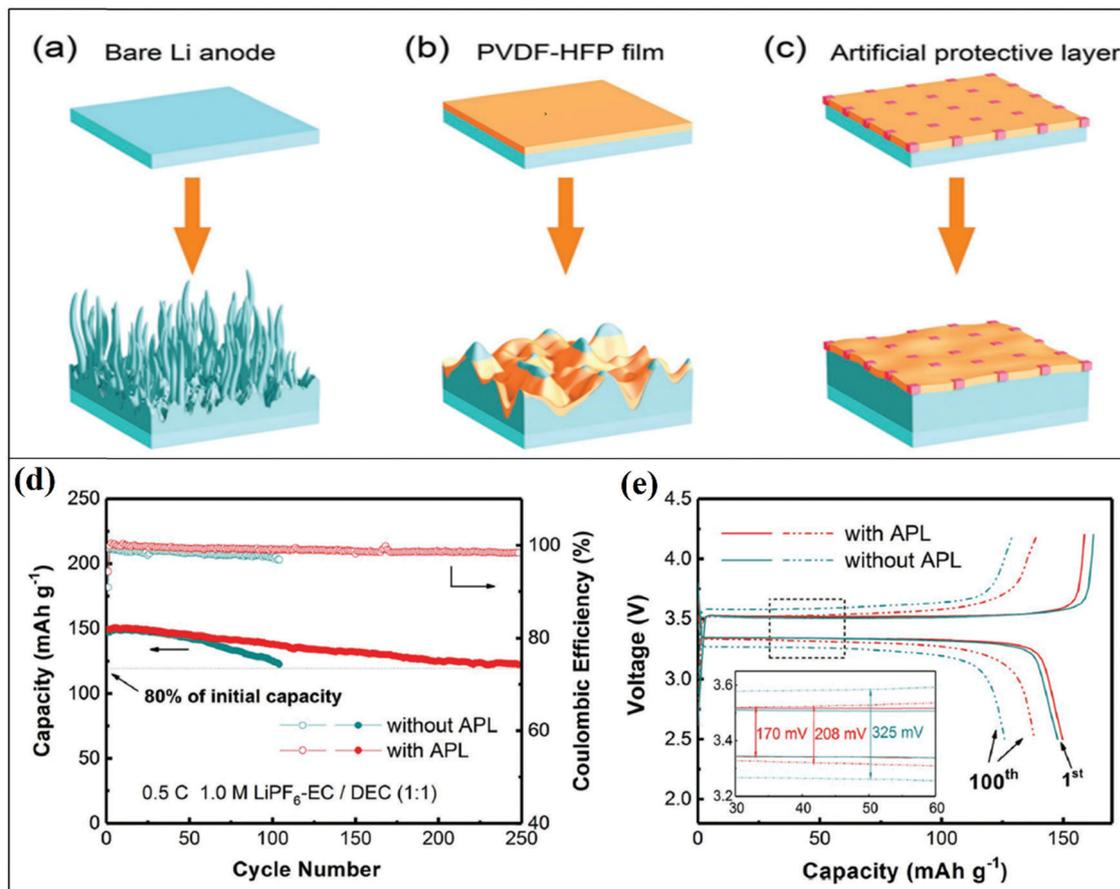 (a) Bare Li anode
(b) PVDF-HFP film
(c) Artificial protective layer
(d)
250
200
150
100
50
0
Capacity (mAh g⁻¹)
0 50 100 150 200 250
Cycle Number
100
80
60
40
Coulombic Efficiency (%)
80% of initial capacity
without APL
with APL
0.5 C 1.0 M LiPF₆-EC / DEC (1:1)
(e)
4.5
4.0
3.5
3.0
2.5
2.0
Voltage (V)
0 50 100 150
Capacity (mAh g⁻¹)
with APL
without APL
3.6
3.4
3.2
30 40 50 60
170 mV
208 mV
325 mV
100th
1st